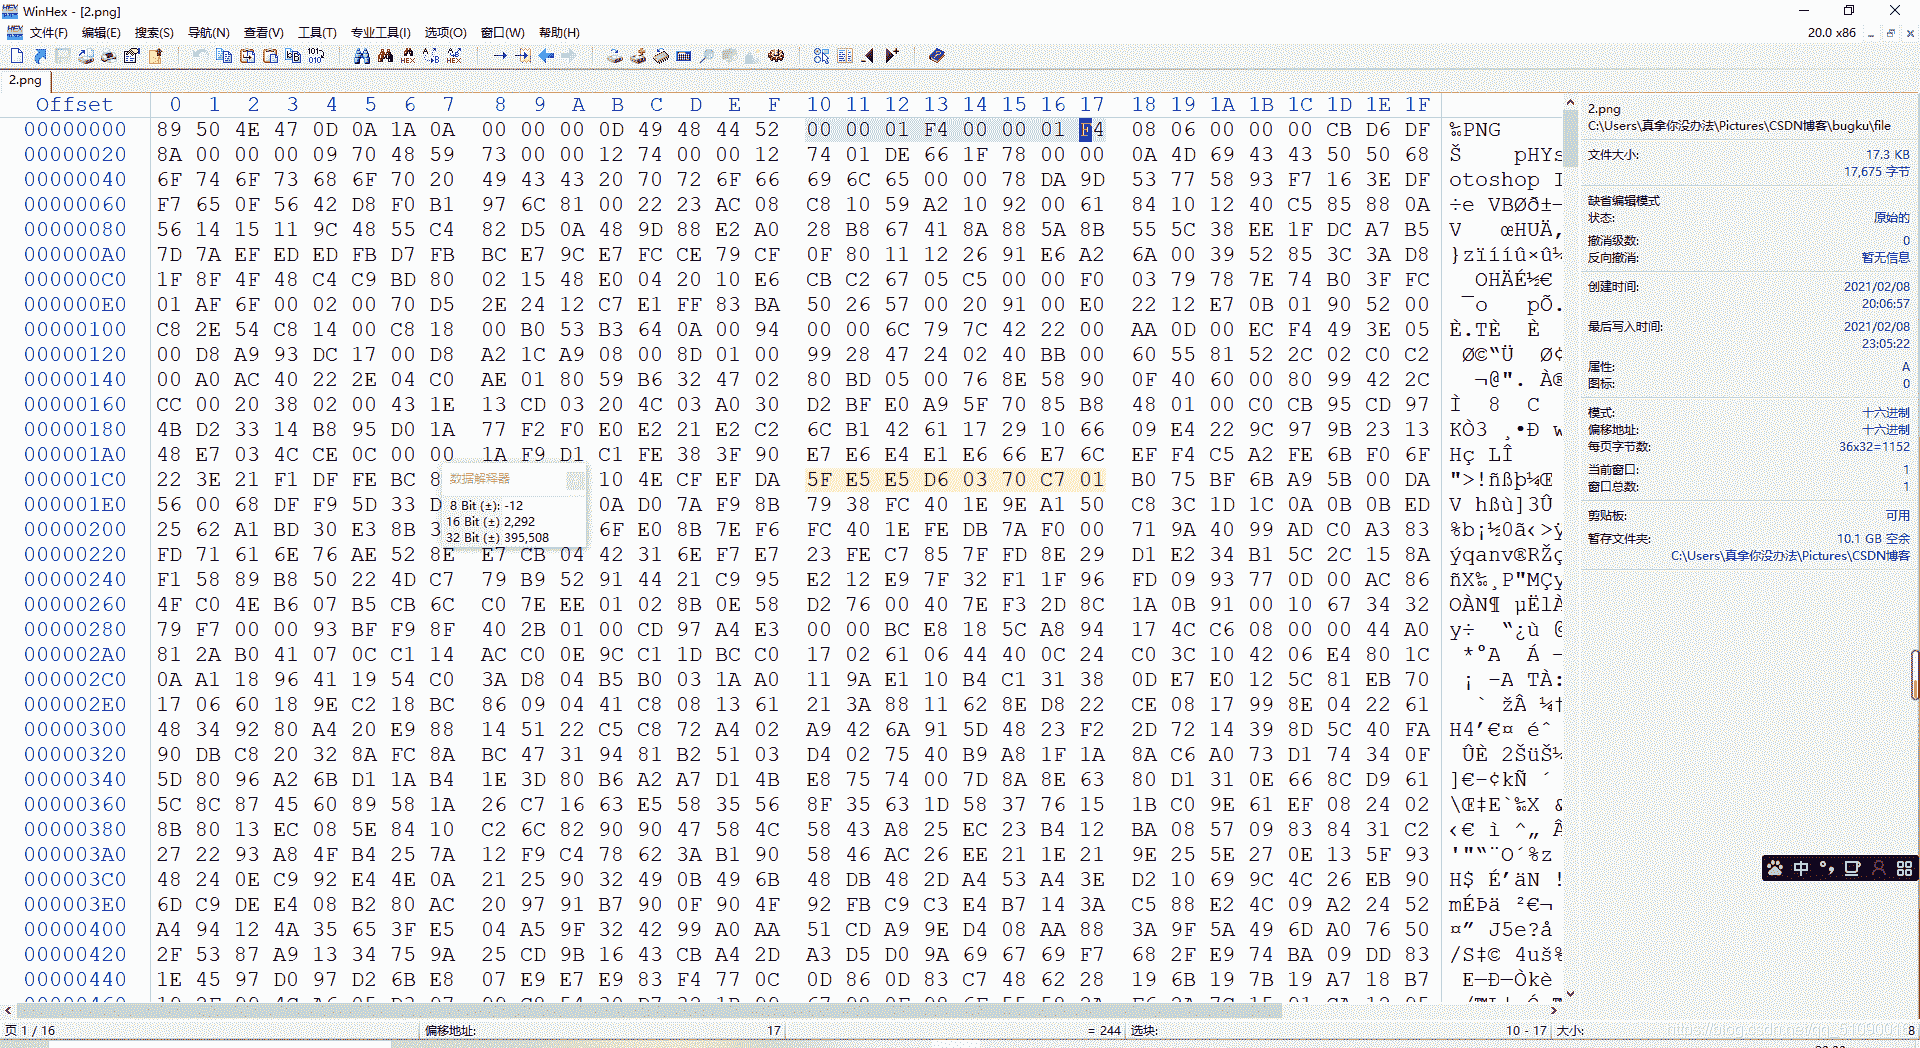 WinHex - [2.png]
文件(F) 编辑(E) 搜索(S) 导航(N) 查看(V) 工具(T) 专业工具(I) 选项(O) 窗口(W) 帮助(H)
20.0 x86
2.png
Offset 0 1 2 3 4 5 6 7 8 9 A B C D E F 10 11 12 13 14 15 16 17 18 19 1A 1B 1C 1D 1E 1F
00000000 89 50 4E 47 0D 0A 1A 0A 00 00 00 0D 49 48 44 52 00 00 01 F4 00 00 01 F4 08 06 00 00 00 CB D6 DF ‰PNG
00000020 8A 00 00 00 09 70 48 59 73 00 00 12 74 00 00 12 74 01 DE 66 1F 78 00 00 0A 4D 69 43 43 50 50 68 Š pHYs
00000040 6F 74 6F 73 68 6F 70 20 49 43 43 20 70 72 6F 66 69 6C 65 00 00 78 DA 9D 53 77 58 93 F7 16 3E DF otoshop I
00000060 F7 65 0F 56 42 D8 F0 B1 97 6C 81 00 22 23 AC 08 C8 10 59 A2 10 92 00 61 84 10 12 40 C5 85 88 0A ÷e VBØð±—
00000080 56 14 15 11 9C 48 55 C4 82 D5 0A 48 9D 88 E2 A0 28 B8 67 41 8A 88 5A 8B 55 5C 38 EE 1F DC A7 B5 V œHUÄ‚
000000A0 7D 7A EF ED ED FB D7 FB BC E7 9C E7 FC CE 79 CF 0F 80 11 12 26 91 E6 A2 6A 00 39 52 85 3C 3A D8 }zïííû×û¼
000000C0 1F 8F 4F 48 C4 C9 BD 80 02 15 48 E0 04 20 10 E6 CB C2 67 05 C5 00 00 F0 03 79 78 7E 74 B0 3F FC OHÄÉ½€
000000E0 01 AF 6F 00 02 00 70 D5 2E 24 12 C7 E1 FF 83 BA 50 26 57 00 20 91 00 E0 22 12 E7 0B 01 90 52 00 ¯o pÕ.
00000100 C8 2E 54 C8 14 00 C8 18 00 B0 53 B3 64 0A 00 94 00 00 6C 79 7C 42 22 00 AA 0D 00 EC F4 49 3E 05 È.TÈ È
00000120 00 D8 A9 93 DC 17 00 D8 A2 1C A9 08 00 8D 01 00 99 28 47 24 02 40 BB 00 60 55 81 52 2C 02 C0 C2 Ø©“Ü Ø¢
00000140 00 A0 AC 40 22 2E 04 C0 AE 01 80 59 B6 32 47 02 80 BD 05 00 76 8E 58 90 0F 40 60 00 80 99 42 2C ¬@". À®
00000160 CC 00 20 38 02 00 43 1E 13 CD 03 20 4C 03 A0 30 D2 BF E0 A9 5F 70 85 B8 48 01 00 C0 CB 95 CD 97 Ì 8 C
00000180 4B D2 33 14 B8 95 D0 1A 77 F2 F0 E0 E2 21 E2 C2 6C B1 42 61 17 29 10 66 09 E4 22 9C 97 9B 23 13 KÒ3 ¸•Ð w
000001A0 48 E7 03 4C CE 0C 00 00 1A F9 D1 C1 FE 38 3F 90 E7 E6 E4 E1 E6 66 E7 6C EF F4 C5 A2 FE 6B F0 6F Hç LÎ
000001C0 22 3E 21 F1 DF FE BC 8 10 4E CF EF DA 5F E5 E5 D6 03 70 C7 01 B0 75 BF 6B A9 5B 00 DA ">!ñßþ¼Œ
000001E0 56 00 68 DF F9 5D 33 D 0A D0 7A F9 8B 79 38 FC 40 1E 9E A1 50 C8 3C 1D 1C 0A 0B 0B ED V hßù]3Û
00000200 25 62 A1 BD 30 E3 8B 3 6F E0 8B 7E F6 FC 40 1E FE DB 7A F0 00 71 9A 40 99 AD C0 A3 83 %b¡½0ã‹>ÿ
00000220 FD 71 61 6E 76 AE 52 8E E7 CB 04 42 31 6E F7 E7 23 FE C7 85 7F FD 8E 29 D1 E2 34 B1 5C 2C 15 8A ýqanv®RŽç
00000240 F1 58 89 B8 50 22 4D C7 79 B9 52 91 44 21 C9 95 E2 12 E9 7F 32 F1 1F 96 FD 09 93 77 0D 00 AC 86 ñX‰¸P"MÇy
00000260 4F C0 4E B6 07 B5 CB 6C C0 7E EE 01 02 8B 0E 58 D2 76 00 40 7E F3 2D 8C 1A 0B 91 00 10 67 34 32 OÀN¶ µËlÀ
00000280 79 F7 00 00 93 BF F9 8F 40 2B 01 00 CD 97 A4 E3 00 00 BC E8 18 5C A8 94 17 4C C6 08 00 00 44 A0 y÷ “¿ù @
000002A0 81 2A B0 41 07 0C C1 14 AC C0 0E 9C C1 1D BC C0 17 02 61 06 44 40 0C 24 C0 3C 10 42 06 E4 80 1C *°A Á ¬
000002C0 0A A1 18 96 41 19 54 C0 3A D8 04 B5 B0 03 1A A0 11 9A E1 10 B4 C1 31 38 0D E7 E0 12 5C 81 EB 70 ¡ –A TÀ:
000002E0 17 06 60 18 9E C2 18 BC 86 09 04 41 C8 08 13 61 21 3A 88 11 62 8E D8 22 CE 08 17 99 8E 04 22 61 ` žÂ ¼†
00000300 48 34 92 80 A4 20 E9 88 14 51 22 C5 C8 72 A4 02 A9 42 6A 91 5D 48 23 F2 2D 72 14 39 8D 5C 40 FA H4’€¤ éˆ
00000320 90 DB C8 20 32 8A FC 8A BC 47 31 94 81 B2 51 03 D4 02 75 40 B9 A8 1F 1A 8A C6 A0 73 D1 74 34 0F ÛÈ 2ŠüŠ¼
00000340 5D 80 96 A2 6B D1 1A B4 1E 3D 80 B6 A2 A7 D1 4B E8 75 74 00 7D 8A 8E 63 80 D1 31 0E 66 8C D9 61 ]€–¢kÑ ´
00000360 5C 8C 87 45 60 89 58 1A 26 C7 16 63 E5 58 35 56 8F 35 63 1D 58 37 76 15 1B C0 9E 61 EF 08 24 02 \Œ‡E`‰X &
00000380 8B 80 13 EC 08 5E 84 10 C2 6C 82 90 90 47 58 4C 58 43 A8 25 EC 23 B4 12 BA 08 57 09 83 84 31 C2 ‹€ ì ^„ Â
000003A0 27 22 93 A8 4F B4 25 7A 12 F9 C4 78 62 3A B1 90 58 46 AC 26 EE 21 1E 21 9E 25 5E 27 0E 13 5F 93 '"“¨O´%z
000003C0 48 24 0E C9 92 E4 4E 0A 21 25 90 32 49 0B 49 6B 48 DB 48 2D A4 53 A4 3E D2 10 69 9C 4C 26 EB 90 H$ É’äN !
000003E0 6D C9 DE E4 08 B2 80 AC 20 97 91 B7 90 0F 90 4F 92 FB C9 C3 E4 B7 14 3A C5 88 E2 4C 09 A2 24 52 mÉÞä ²€¬
00000400 A4 94 12 4A 35 65 3F E5 04 A5 9F 32 42 99 A0 AA 51 CD A9 9E D4 08 AA 88 3A 9F 5A 49 6D A0 76 50 ¤” J5e?å
00000420 2F 53 87 A9 13 34 75 9A 25 CD 9B 16 43 CB A4 2D A3 D5 D0 9A 69 67 69 F7 68 2F E9 74 BA 09 DD 83 /S‡© 4uš%
00000440 1E 45 97 D0 97 D2 6B E8 07 E9 E7 E9 83 F4 77 0C 0D 86 0D 83 C7 48 62 28 19 6B 19 7B 19 A7 18 B7 E—Ð—Òkè
数据解释器
8 Bit (±): -12
16 Bit (±) 2,292
32 Bit (±) 395,508
2.png
C:\Users\真拿你没办法\Pictures\CSDN博客\bugku\file
文件大小: 17.3 KB
17,675 字节
缺省编辑模式
状态: 原始的
撤消级数: 0
反向撤消: 暂无信息
创建时间: 2021/02/08
20:06:57
最后写入时间: 2021/02/08
23:05:22
属性: A
图标: 0
模式: 十六进制
偏移地址: 十六进制
每页字节数: 36x32=1152
当前窗口: 1
窗口总数: 1
剪贴板: 可用
暂存文件夹: 10.1 GB 空余
C:\Users\真拿你没办法\Pictures\CSDN博客
中
页 1 / 16 偏移地址: 17 = 244 选块: 10 - 17 大小: 8